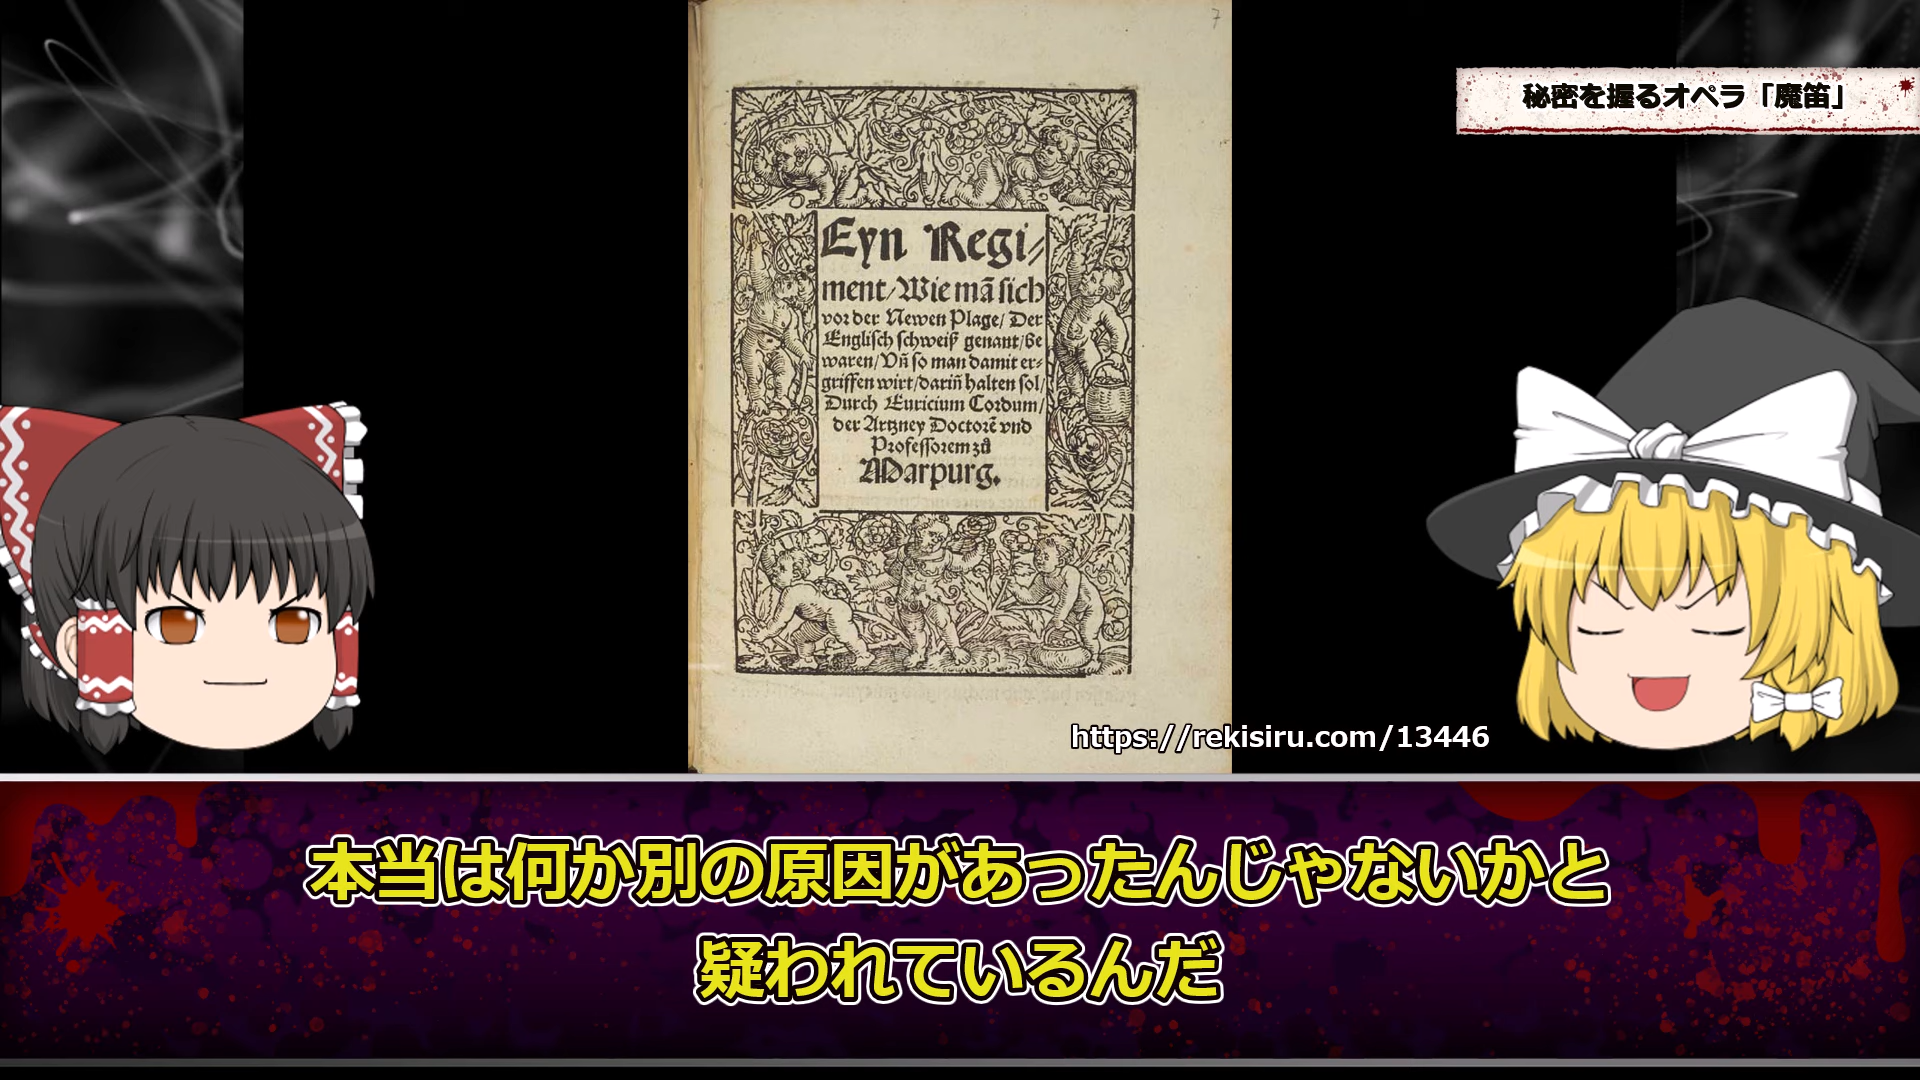 7
秘密を握るオペラ「魔笛」
Eyn Regi/
ment/Wie mã sich
vor der Newen Plage/ Der
Englisch schweiß genant/be
waren/Vñ so man damit er-
griffen wirt/dariñ halten sol/
Durch Euricium Cordum/
der Artzney Doctorẽ vnd
Professorem zů
Marpurg.
https://rekisiru.com/13446
本当は何か別の原因があったんじゃないかと
疑われているんだ